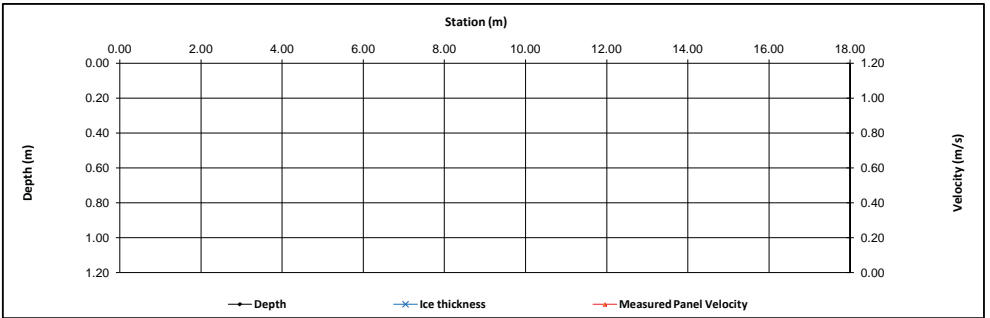 Station (m)
0.00 2.00 4.00 6.00 8.00 10.00 12.00 14.00 16.00 18.00
0.00 1.20
0.20 1.00
0.40 0.80
0.60 0.60
0.80 0.40
1.00 0.20
1.20 0.00
Depth (m)
Velocity (m/s)
Depth Ice thickness Measured Panel Velocity